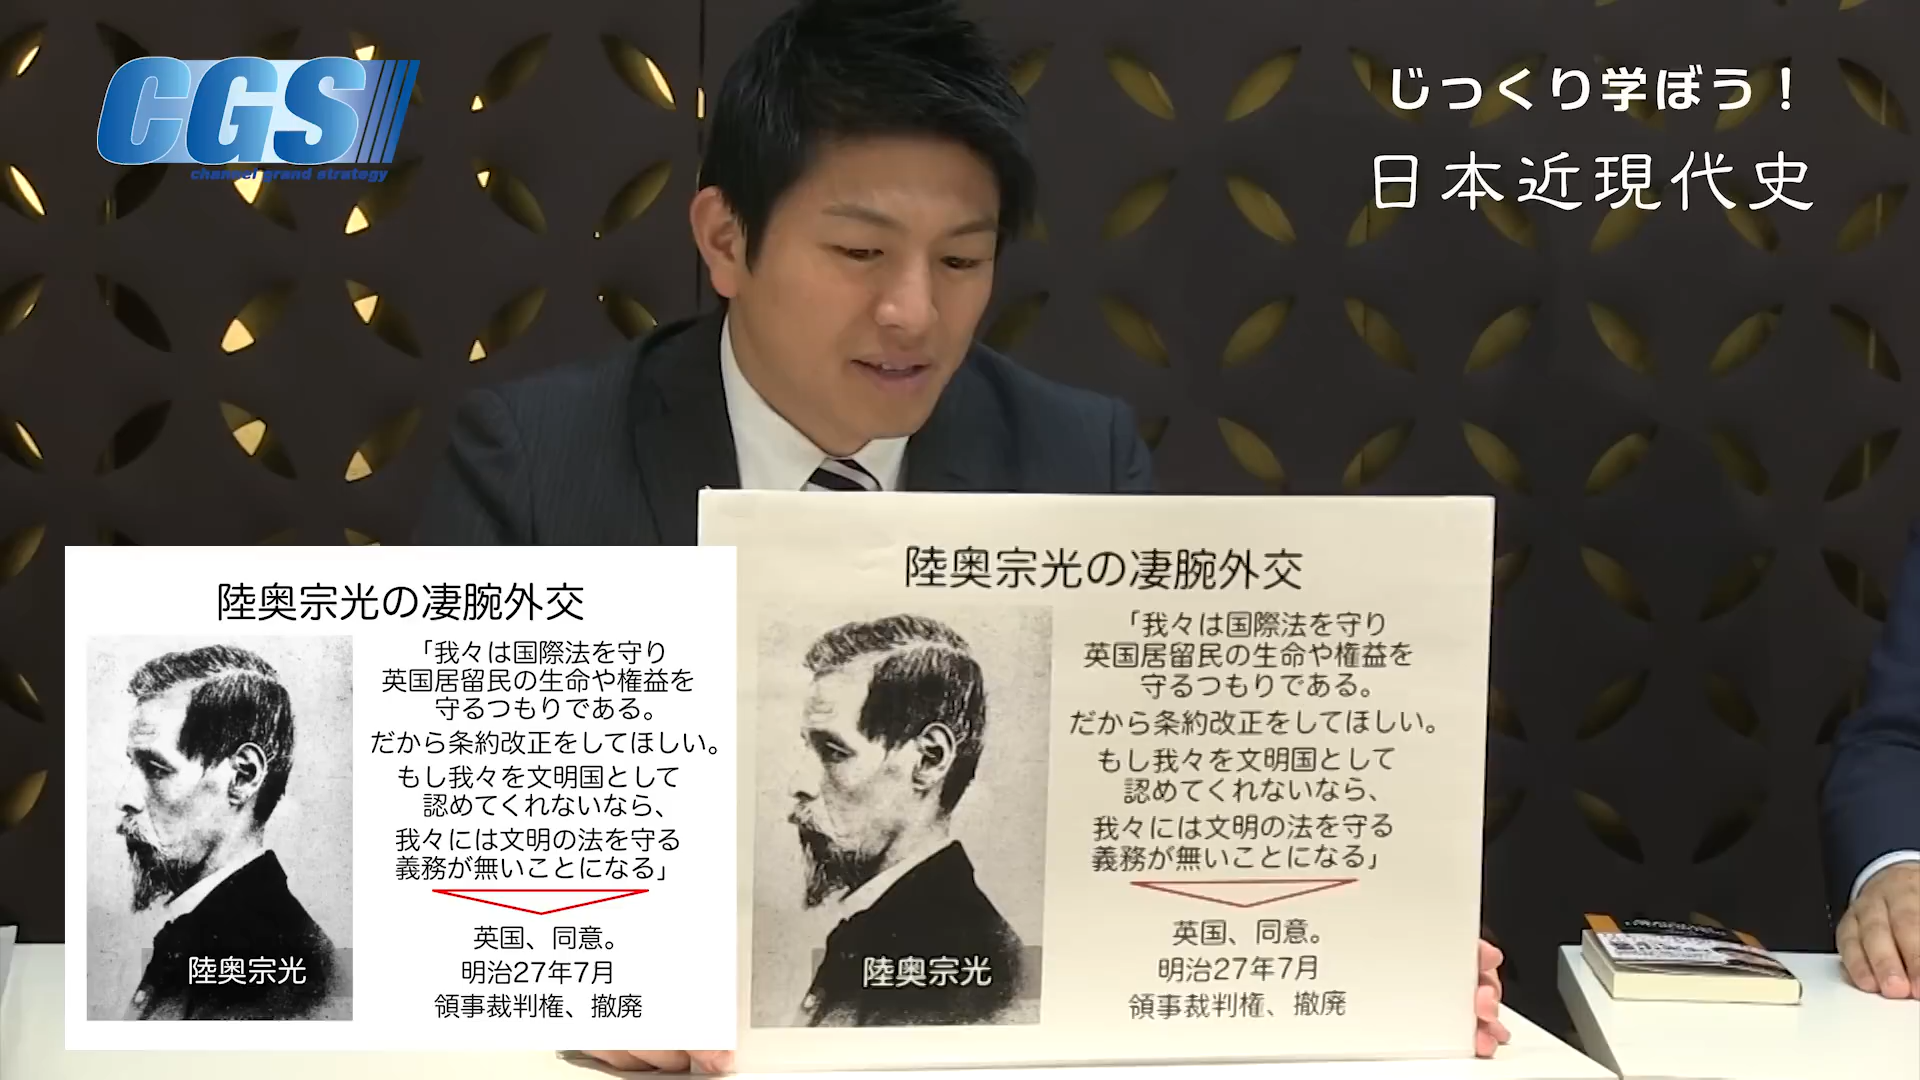 CGS
channel grand strategy
じっくり学ぼう！
日本近現代史
陸奥宗光の凄腕外交
「我々は国際法を守り
英国居留民の生命や権益を
守るつもりである。
だから条約改正をしてほしい。
もし我々を文明国として
認めてくれないなら、
我々には文明の法を守る
義務が無いことになる」
英国、同意。
明治27年7月
領事裁判権、撤廃
陸奥宗光
陸奥宗光の凄腕外交
「我々は国際法を守り
英国居留民の生命や権益を
守るつもりである。
だから条約改正をしてほしい。
もし我々を文明国として
認めてくれないなら、
我々には文明の法を守る
義務が無いことになる」
英国、同意。
明治27年7月
領事裁判権、撤廃
陸奥宗光